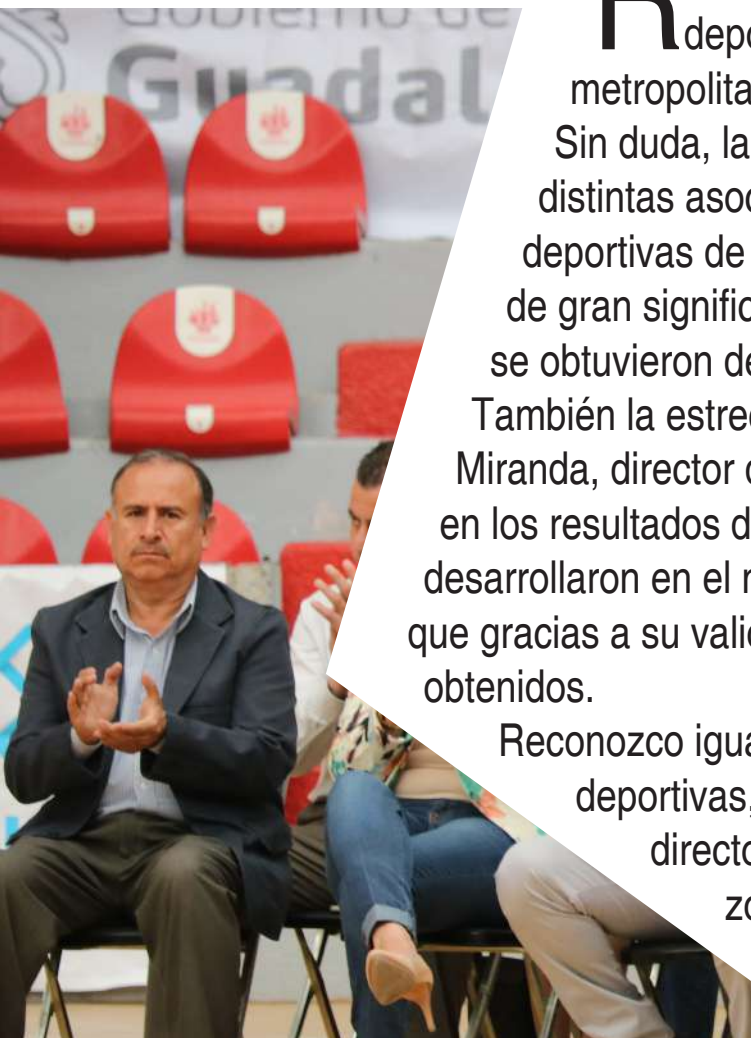 Gobierno de
Guadal
R
depo
metropolita
Sin duda, la
distintas asoc
deportivas de
de gran signific
se obtuvieron de
También la estrec
Miranda, director
en los resultados d
desarrollaron en el
que gracias a su valio
obtenidos.
Reconozco igua
deportivas,
directo
zo